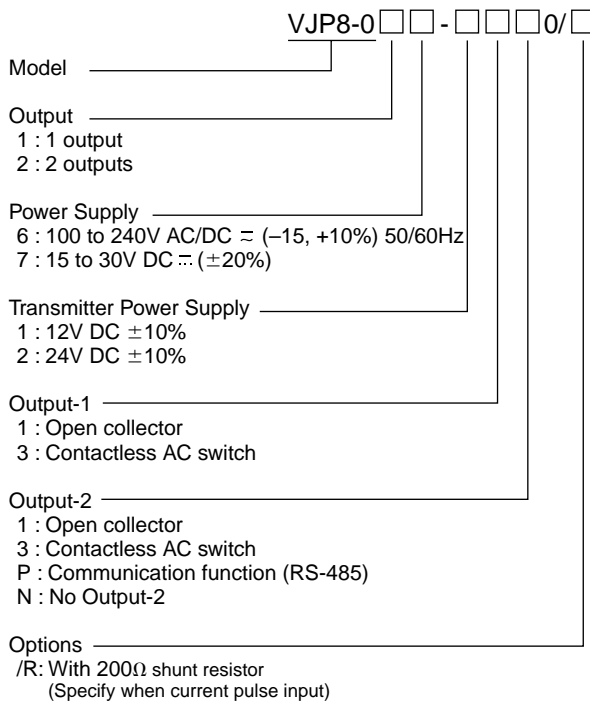 VJP8-0□□-□□□0/□
Model
Output
1 : 1 output
2 : 2 outputs
Power Supply
6 : 100 to 240V AC/DC ⎓ (–15, +10%) 50/60Hz
7 : 15 to 30V DC ⎓ (±20%)
Transmitter Power Supply
1 : 12V DC ±10%
2 : 24V DC ±10%
Output-1
1 : Open collector
3 : Contactless AC switch
Output-2
1 : Open collector
3 : Contactless AC switch
P : Communication function (RS-485)
N : No Output-2
Options
/R: With 200Ω shunt resistor
(Specify when current pulse input)